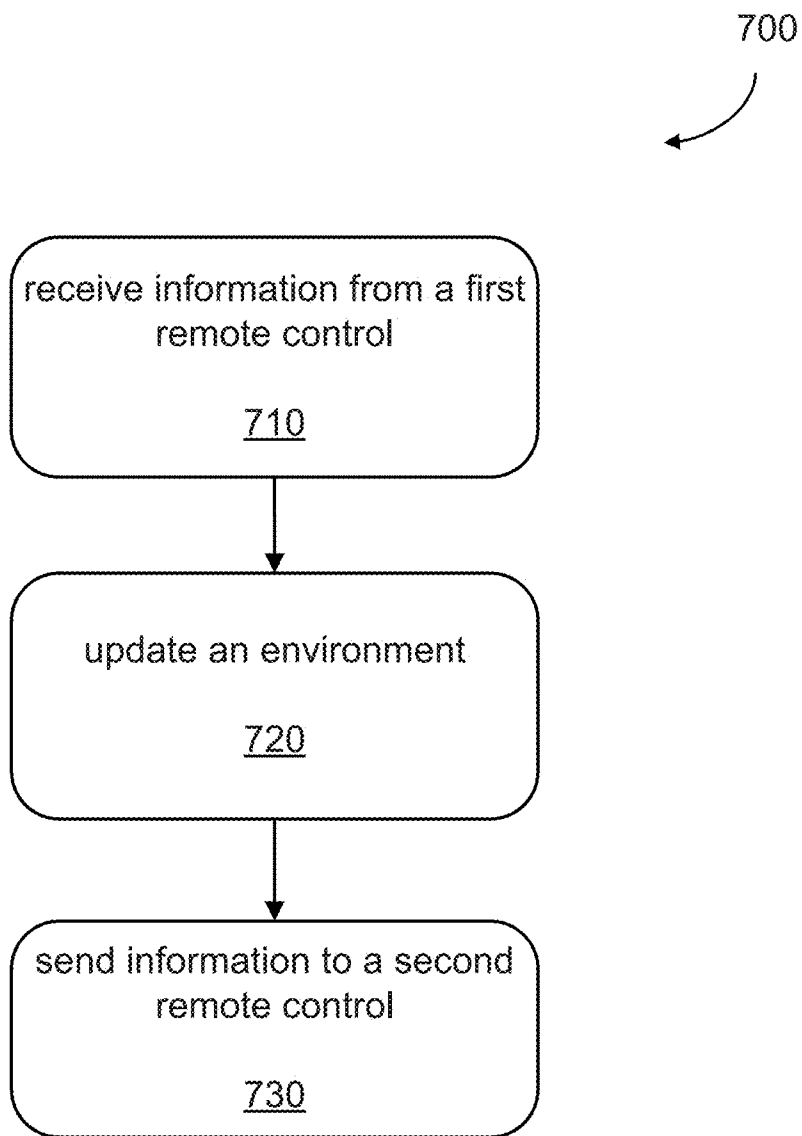 700
receive information from a first
remote control
710
update an environment
720
send information to a second
remote control
730